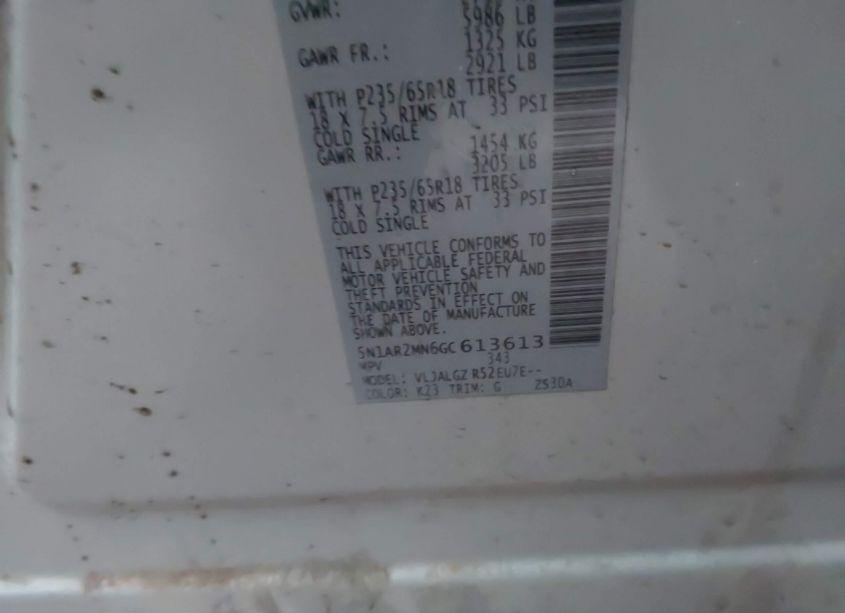 GVWR:
5986 LB
GAWR FR.: 1325 KG
2921 LB
WITH P235/65R18 TIRES
18 X 7.5 RIMS AT 33 PSI
COLD SINGLE
GAWR RR.: 1454 KG
3205 LB
WITH P235/65R18 TIRES
18 X 7.5 RIMS AT 33 PSI
COLD SINGLE
THIS VEHICLE CONFORMS TO
ALL APPLICABLE FEDERAL
MOTOR VEHICLE SAFETY AND
THEFT PREVENTION
STANDARDS IN EFFECT ON
THE DATE OF MANUFACTURE
SHOWN ABOVE.
5N1AR2MN6GC613613
MPV 343
MODEL: VLJALGZ R52EU7E--
COLOR: K23 TRIM: G ZS3DA